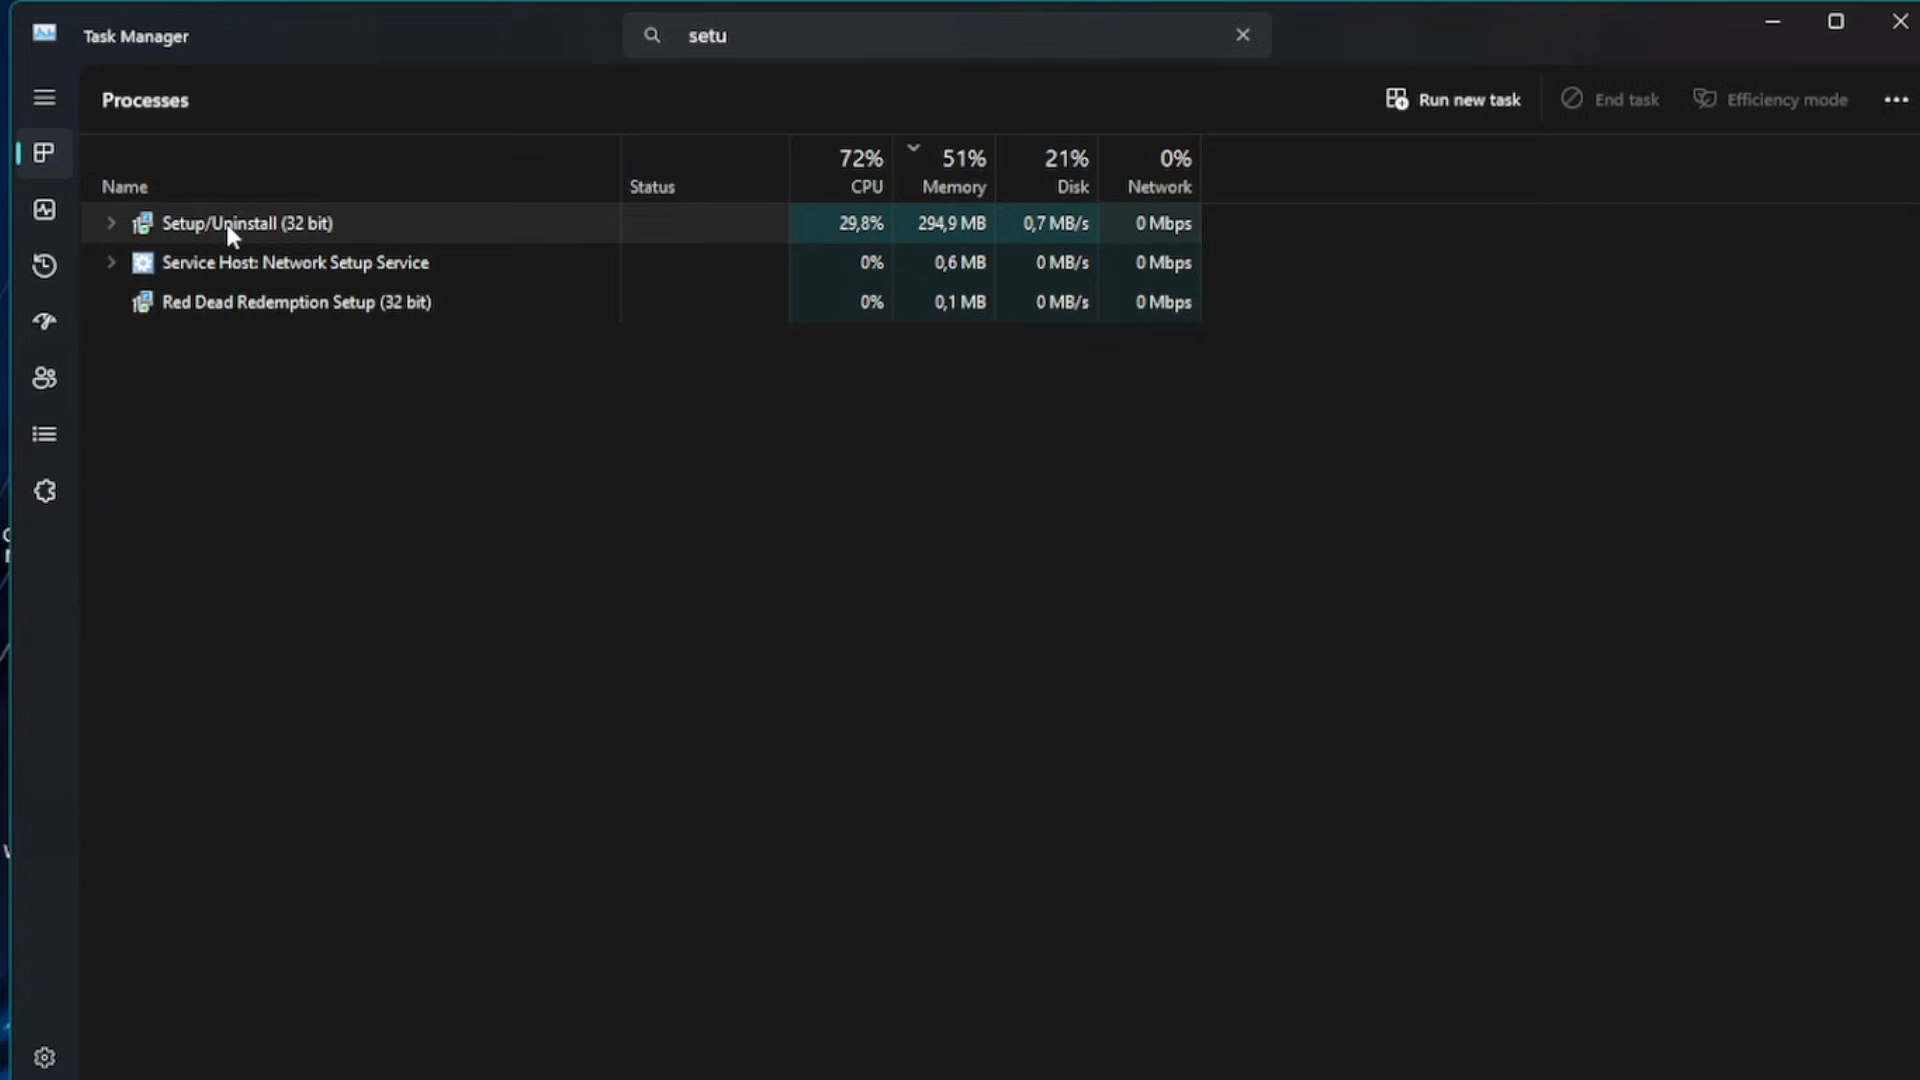 Task Manager
setu
Processes
Run new task
End task
Efficiency mode
Name
Status
72%
CPU
51%
Memory
21%
Disk
0%
Network
Setup/Uninstall (32 bit)
29,8%
294,9 MB
0,7 MB/s
0 Mbps
Service Host: Network Setup Service
0%
0,6 MB
0 MB/s
0 Mbps
Red Dead Redemption Setup (32 bit)
0%
0,1 MB
0 MB/s
0 Mbps